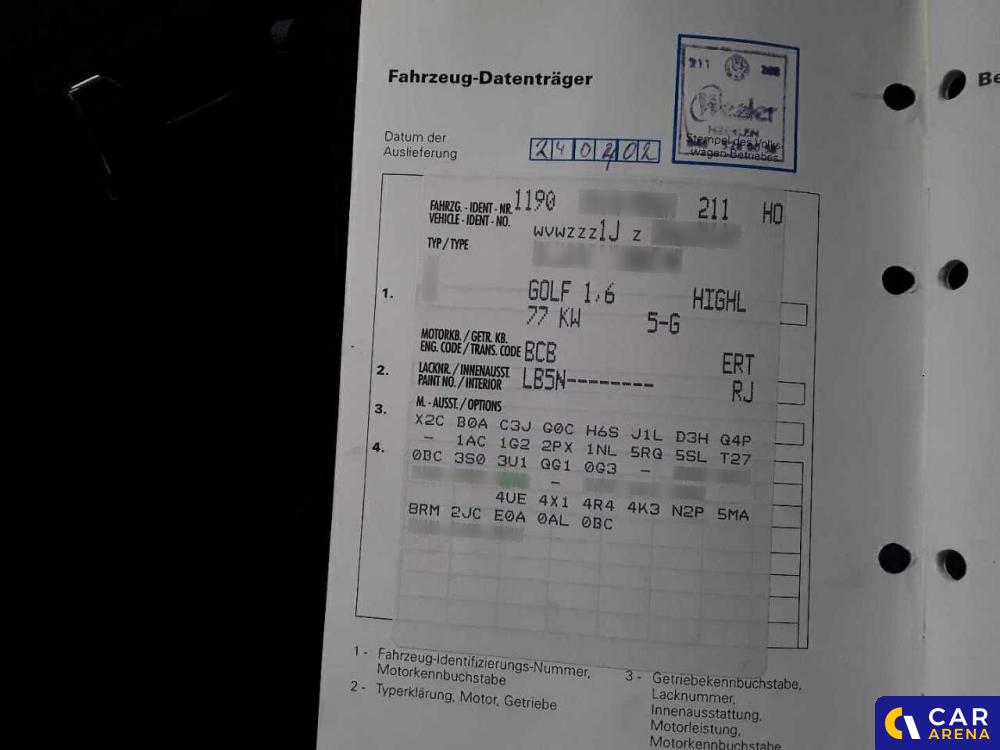 Fahrzeug-Datenträger
211
Datum der
Auslieferung
240202
Stempel des Volks-
wagen-Betriebes
FAHRZG. - IDENT - NR. 1190 211 HO
VEHICLE - IDENT - NO.
WVWZZZ1J Z
TYP / TYPE
1. GOLF 1,6 HIGHL
77 KW 5-G
MOTORKB. / GETR. KB.
ENG. CODE / TRANS. CODE BCB ERT
2. LACKNR. / INNENAUSST.
PAINT NO. / INTERIOR LB5N-------- RJ
3. M. - AUSST. / OPTIONS
X2C B0A C3J G0C H6S J1L D3H Q4P
4. - 1AC 1G2 2PX 1NL 5RQ 5SL T27
0BC 3S0 3U1 QG1 0G3 -
-
4UE 4X1 4R4 4K3 N2P 5MA
8RM 2JC E0A 0AL 0BC
1 - Fahrzeug-Identifizierungs-Nummer,
Motorkennbuchstabe
2 - Typerklärung, Motor, Getriebe
3 - Getriebekennbuchstabe,
Lacknummer,
Innenausstattung,
Motorleistung,
Motorkennbuchstabe
Be
CAR
ARENA